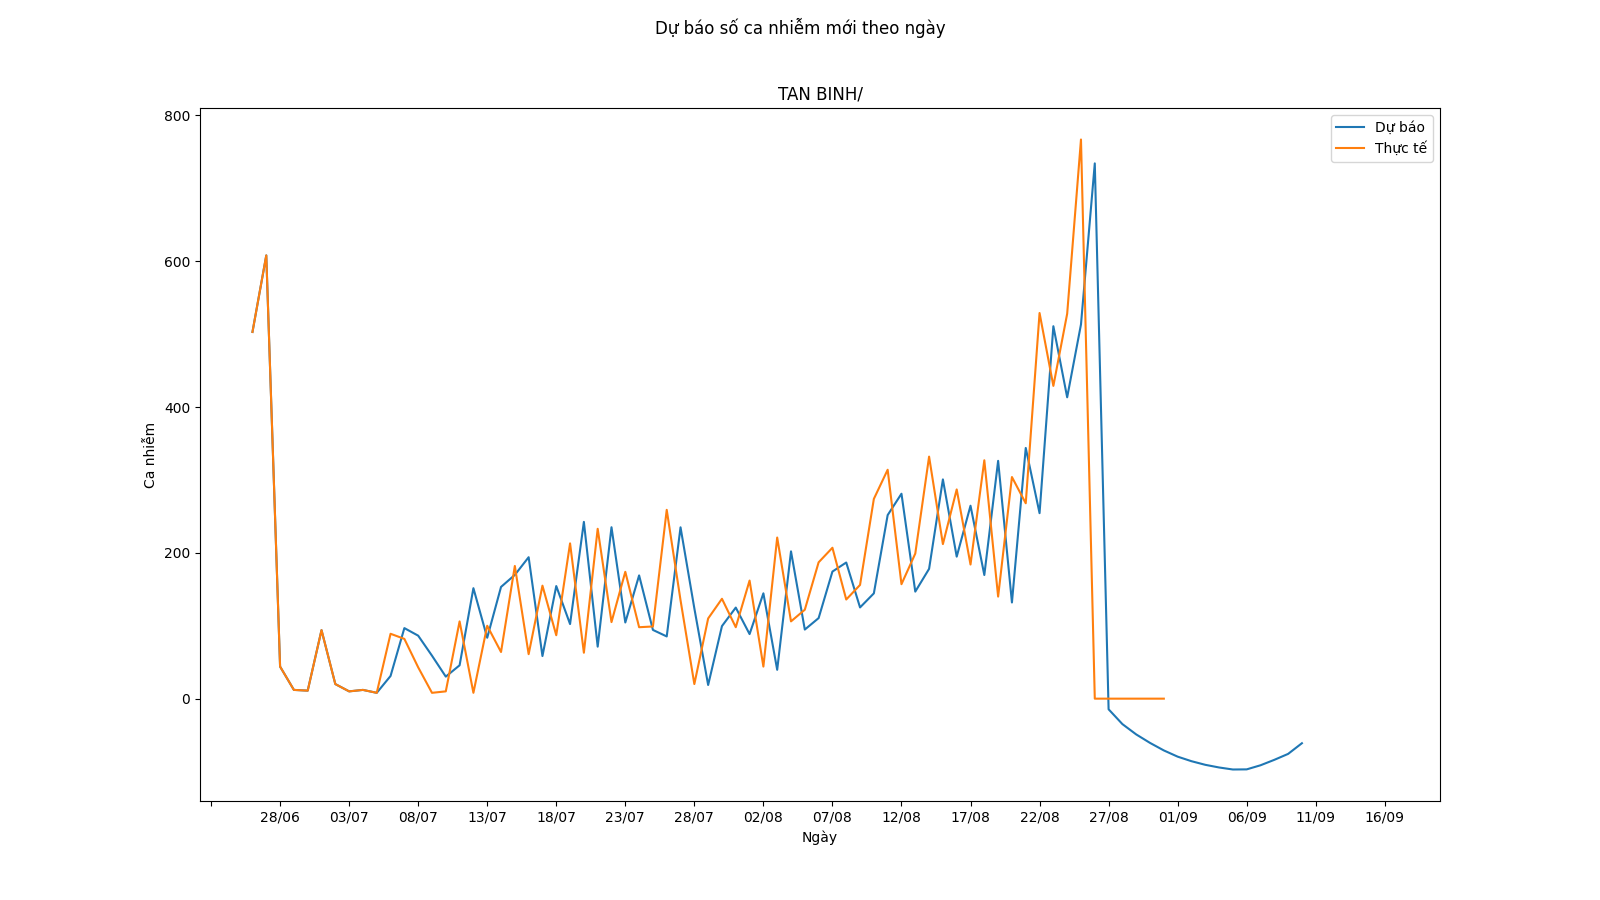 Dự báo số ca nhiễm mới theo ngày
TAN BINH/
Dự báo
Thực tế
800
600
400
200
0
Ca nhiễm
28/06 03/07 08/07 13/07 18/07 23/07 28/07 02/08 07/08 12/08 17/08 22/08 27/08 01/09 06/09 11/09 16/09
Ngày